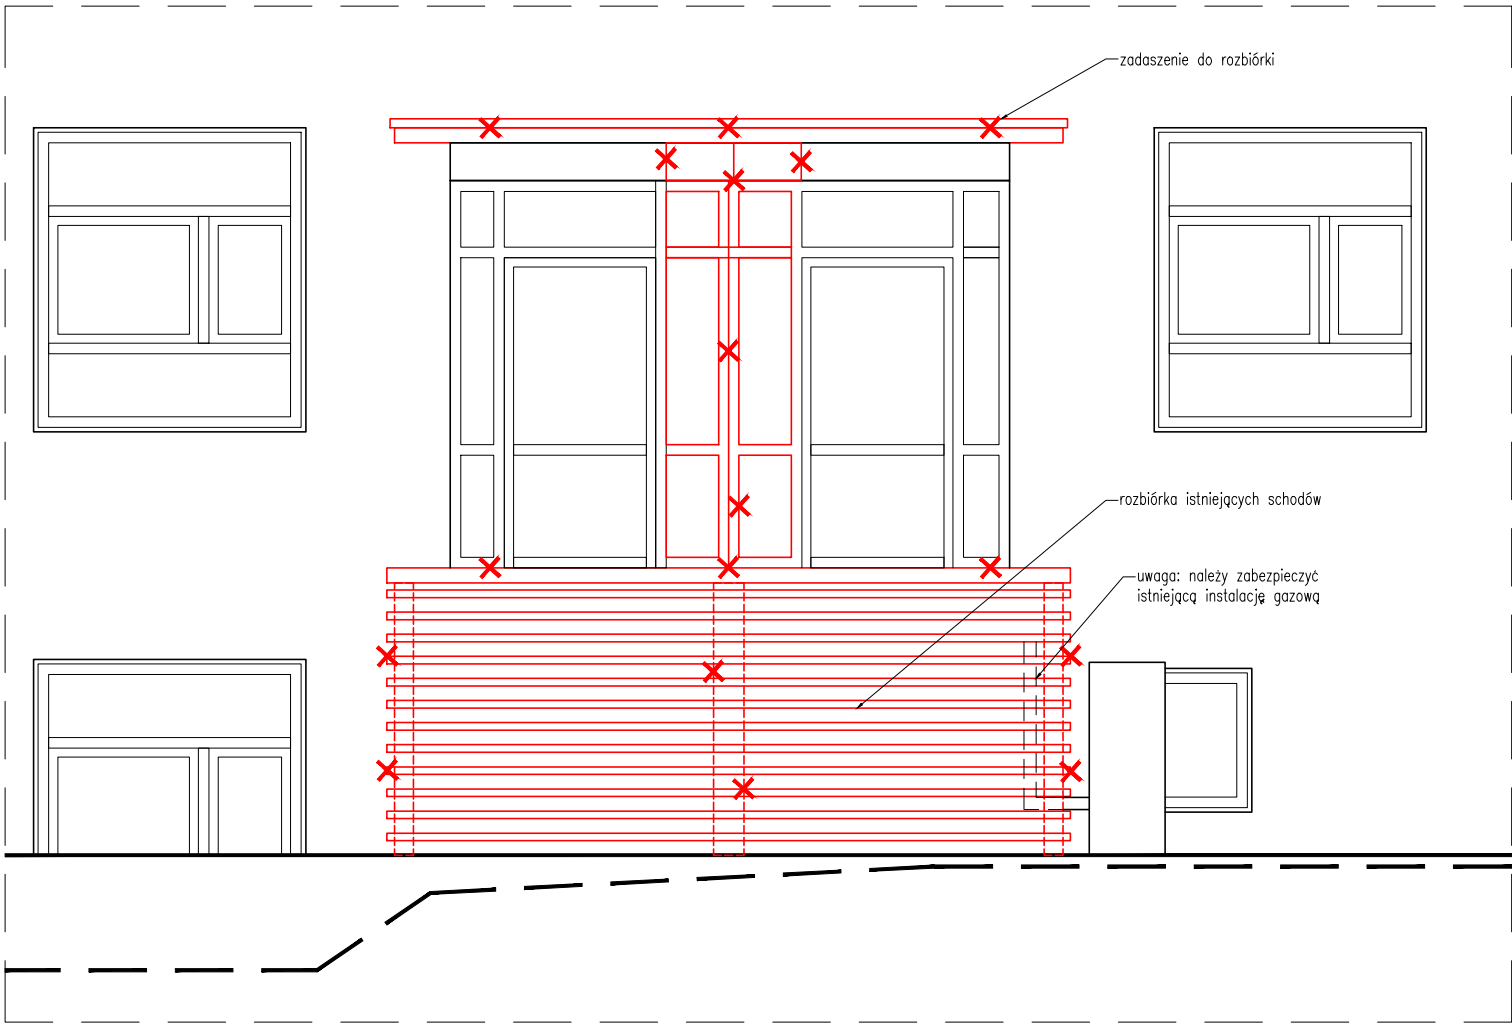 zadaszenie do rozbiórki
rozbiórka istniejących schodów
uwaga: należy zabezpieczyć
istniejącą instalację gazową